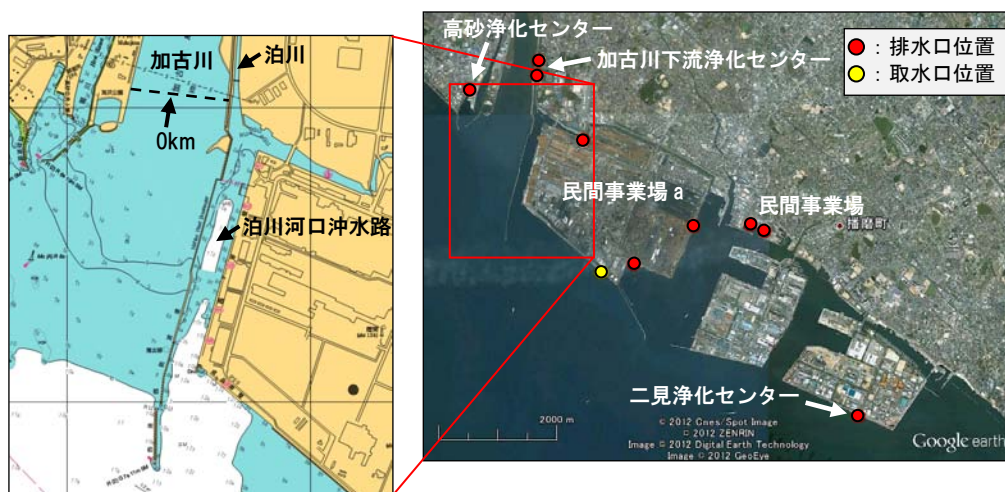 加古川
泊川
0km
泊川河口沖水路
高砂浄化センター
加古川下流浄化センター
：排水口位置
：取水口位置
民間事業場 a
民間事業場
播磨町
二見浄化センター
2000 m
© 2012 Cnes/Spot Image
© 2012 ZENRIN
Image © 2012 Digital Earth Technology
Image © 2012 GeoEye
Google earth